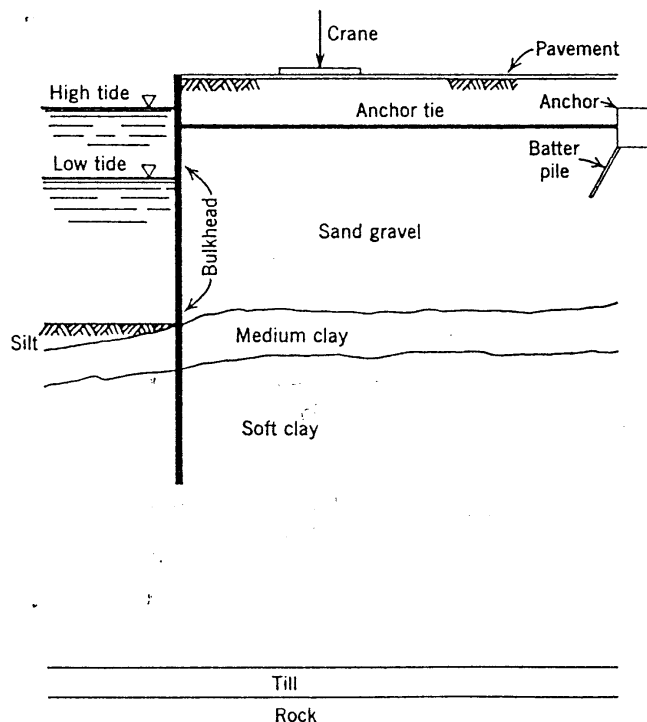 Crane
Pavement
High tide
Anchor tie
Anchor
Low tide
Batter
pile
Bulkhead
Sand gravel
Silt
Medium clay
Soft clay
Till
Rock